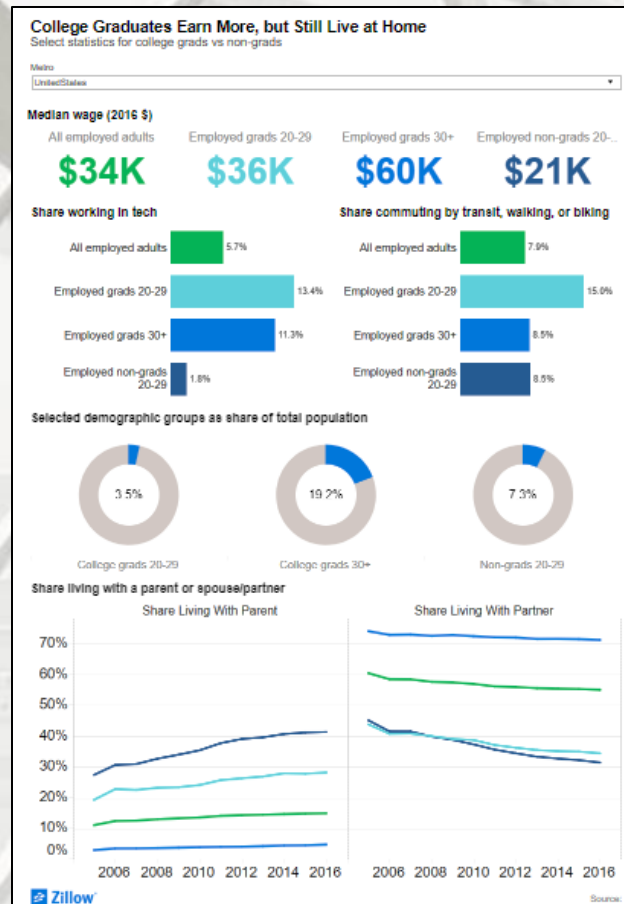 College Graduates Earn More, but Still Live at Home
Select statistics for college grads vs non-grads
Metro
UnitedStates
Median wage (2016 $)
All employed adults Employed grads 20-29 Employed grads 30+ Employed non-grads 20-...
$34K $36K $60K $21K
Share working in tech Share commuting by transit, walking, or biking
All employed adults 5.7% All employed adults 7.9%
Employed grads 20-29 13.4% Employed grads 20-29 15.0%
Employed grads 30+ 11.3% Employed grads 30+ 8.5%
Employed non-grads 20-29 1.8% Employed non-grads 20-29 8.5%
Selected demographic groups as share of total population
3.5% 19.2% 7.3%
College grads 20-29 College grads 30+ Non-grads 20-29
Share living with a parent or spouse/partner
Share Living With Parent Share Living With Partner
70%
60%
50%
40%
30%
20%
10%
0%
2006 2008 2010 2012 2014 2016 2006 2008 2010 2012 2014 2016
Zillow Source: